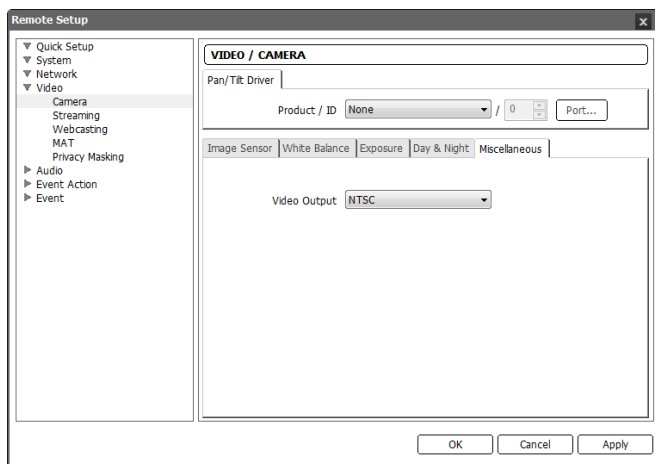 Remote Setup
x
Quick Setup
System
Network
Video
Camera
Streaming
Webcasting
MAT
Privacy Masking
Audio
Event Action
Event
VIDEO / CAMERA
Pan/Tilt Driver
Product / ID None / 0 Port...
Image Sensor White Balance Exposure Day & Night Miscellaneous
Video Output NTSC
OK Cancel Apply